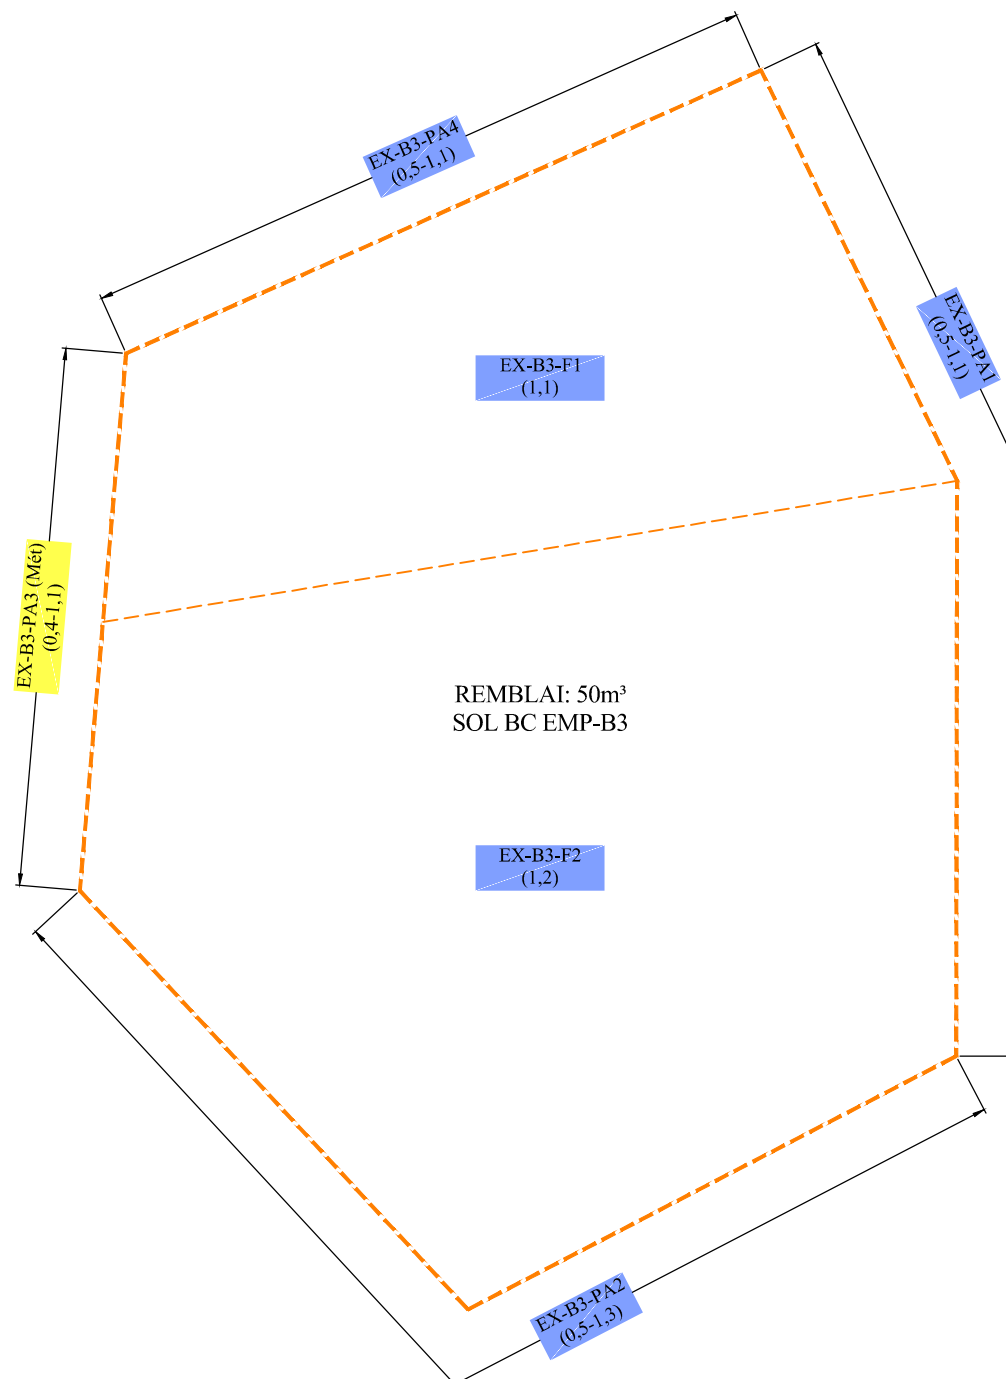 EX-B3-PA4
(0,5-1,1)
EX-B3-PA1
(0,5-1,1)
EX-B3-F1
(1,1)
EX-B3-PA3 (Mét)
(0,4-1,1)
REMBLAI: 50m³
SOL BC EMP-B3
EX-B3-F2
(1,2)
EX-B3-PA2
(0,5-1,3)